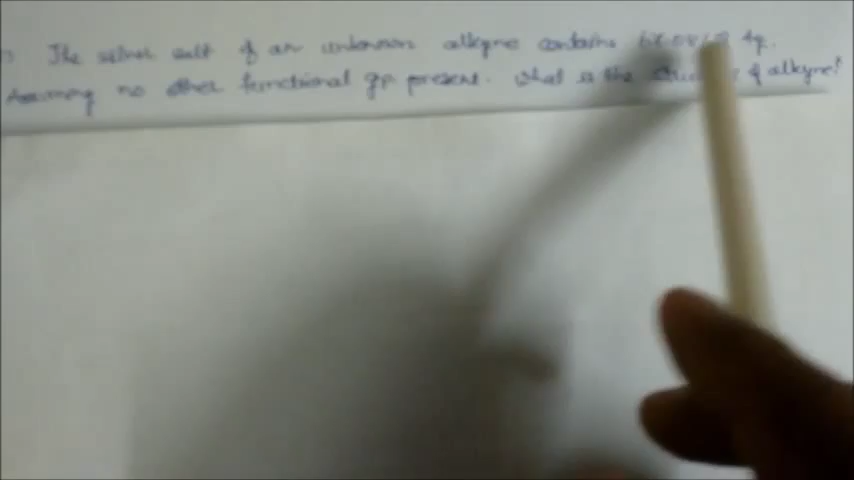 The silver salt of an unknown alkyne contains Ag.
Assuming no other functional gp present. What is the of alkyne?